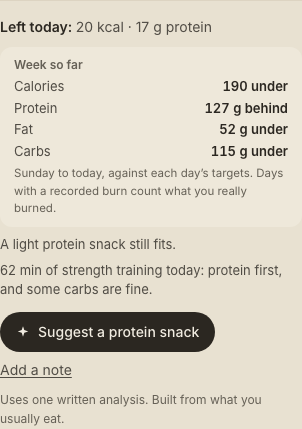 Left today: 20 kcal · 17 g protein
Week so far
Calories 190 under
Protein 127 g behind
Fat 52 g under
Carbs 115 g under
Sunday to today, against each day’s targets. Days
with a recorded burn count what you really
burned.
A light protein snack still fits.
62 min of strength training today: protein first,
and some carbs are fine.
Suggest a protein snack
Add a note
Uses one written analysis. Built from what you
usually eat.